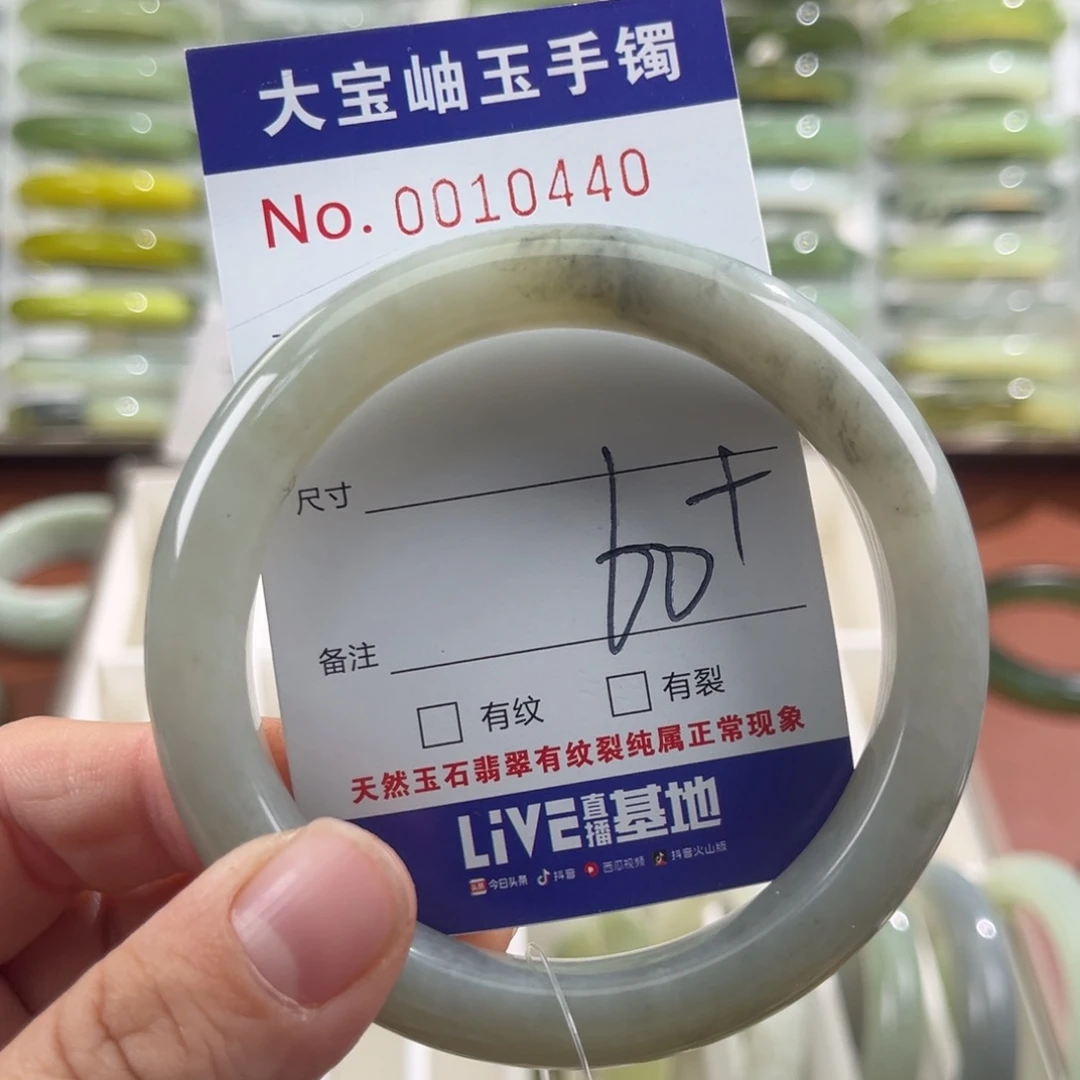 大宝岫玉手镯
No. 0010440
尺寸
60+
备注
□ 有纹 □ 有裂
天然玉石翡翠有纹裂纯属正常现象
LiVE直播基地
头条 今日头条 抖音 西瓜视频 抖音火山版